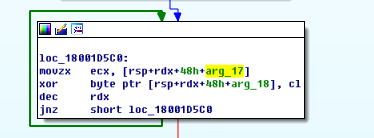 loc_18001D5C0:
movzx ecx, [rsp+rdx+48h+arg_17]
xor byte ptr [rsp+rdx+48h+arg_18], cl
dec rdx
jnz short loc_18001D5C0